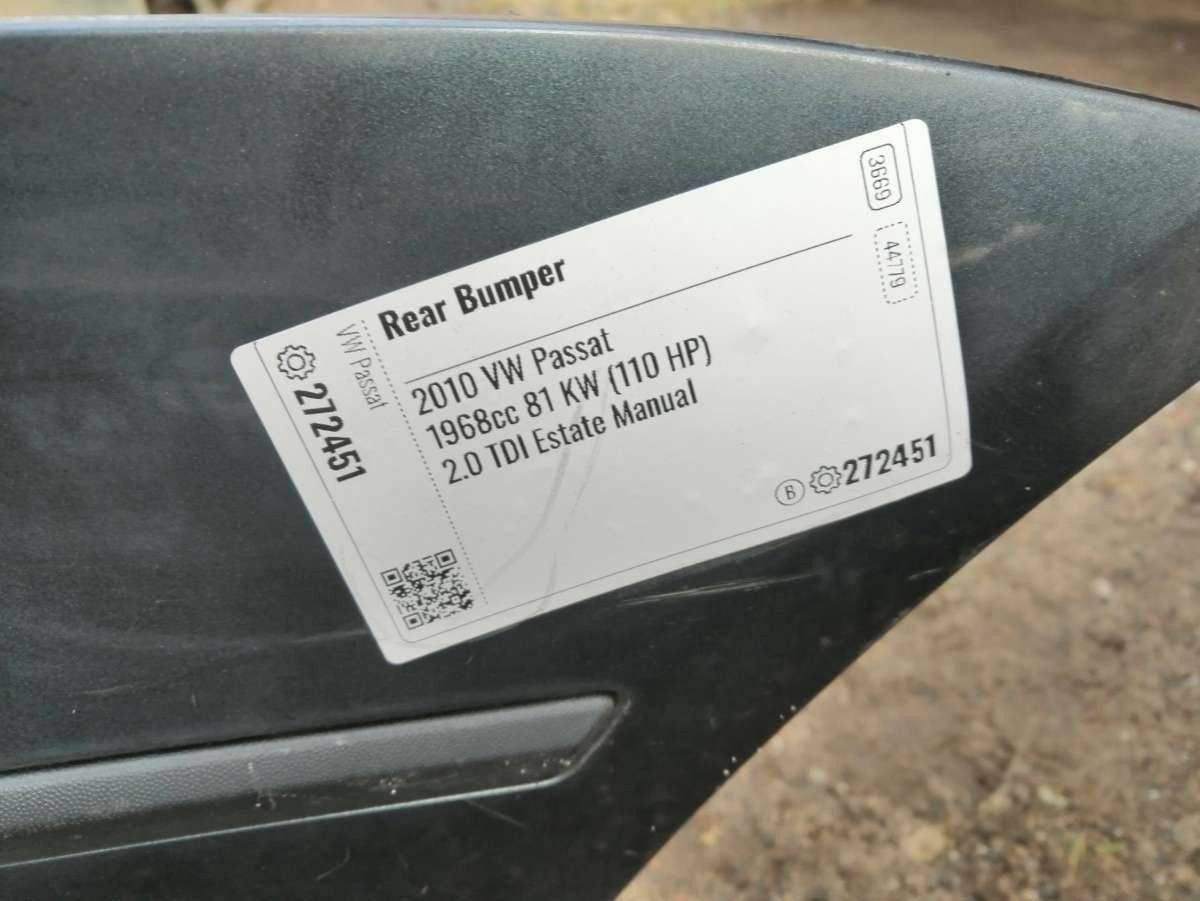 3669
44779
Rear Bumper
VW Passat
272451
2010 VW Passat
1968cc 81 KW (110 HP)
2.0 TDI Estate Manual
B 272451